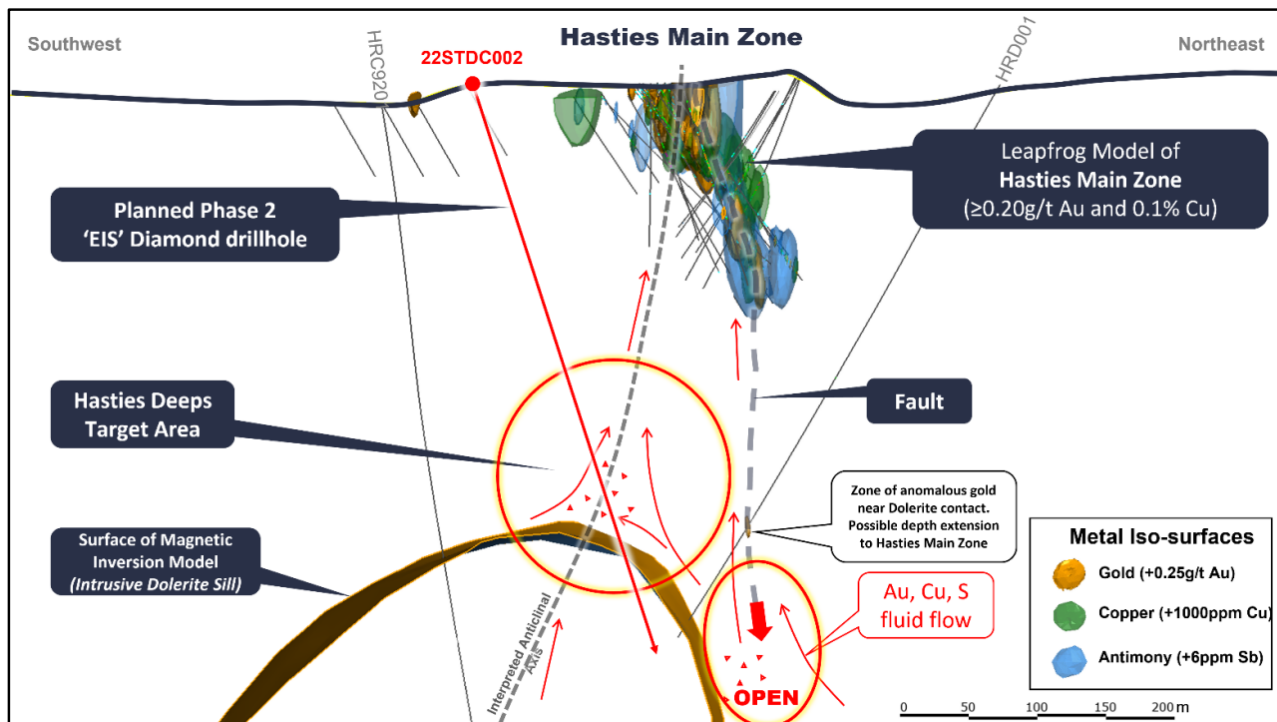 Hasties Main Zone
Southwest
Northeast
HRC920
22STDC002
HRD001
Leapfrog Model of
Hasties Main Zone
(≥0.20g/t Au and 0.1% Cu)
Planned Phase 2
‘EIS’ Diamond drillhole
Hasties Deeps
Target Area
Fault
Zone of anomalous gold
near Dolerite contact.
Possible depth extension
to Hasties Main Zone
Surface of Magnetic
Inversion Model
(Intrusive Dolerite Sill)
Au, Cu, S
fluid flow
Interpreted Anticlinal
Axis
OPEN
Metal Iso-surfaces
Gold (+0.25g/t Au)
Copper (+1000ppm Cu)
Antimony (+6ppm Sb)
0 50 100 150 200 m